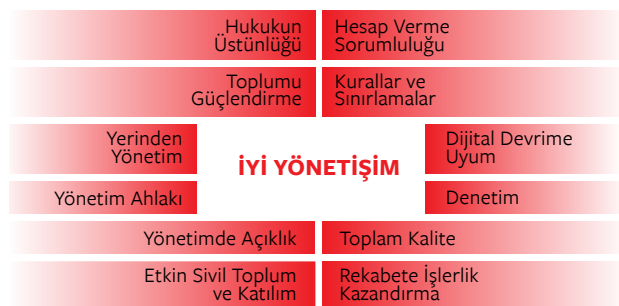 Hukukun
Üstünlüğü
Hesap Verme
Sorumluluğu
Toplumu
Güçlendirme
Kurallar ve
Sınırlamalar
Yerinden
Yönetim
İYİ YÖNETİŞİM
Dijital Devrime
Uyum
Yönetim Ahlakı
Denetim
Yönetimde Açıklık
Toplam Kalite
Etkin Sivil Toplum
ve Katılım
Rekabete İşlerlik
Kazandırma